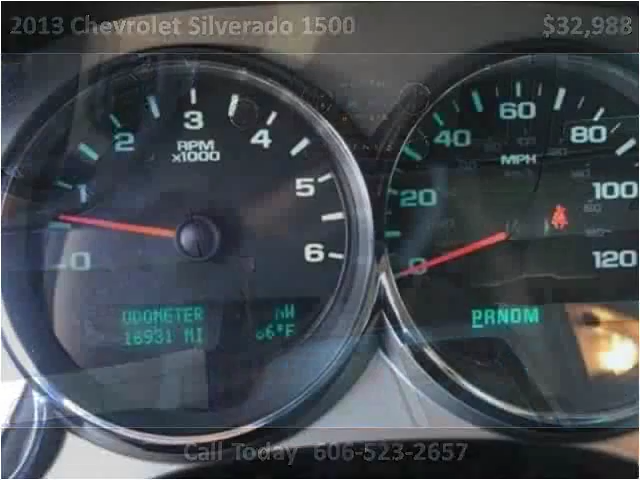 2013 Chevrolet Silverado 1500 $32,988
0 1 2 3 4 5 6
RPM
x1000
0 20 40 60 80 100 120
MPH
ODOMETER NW
16931 MI 66°F
PRNDM
Call Today 606-523-2657